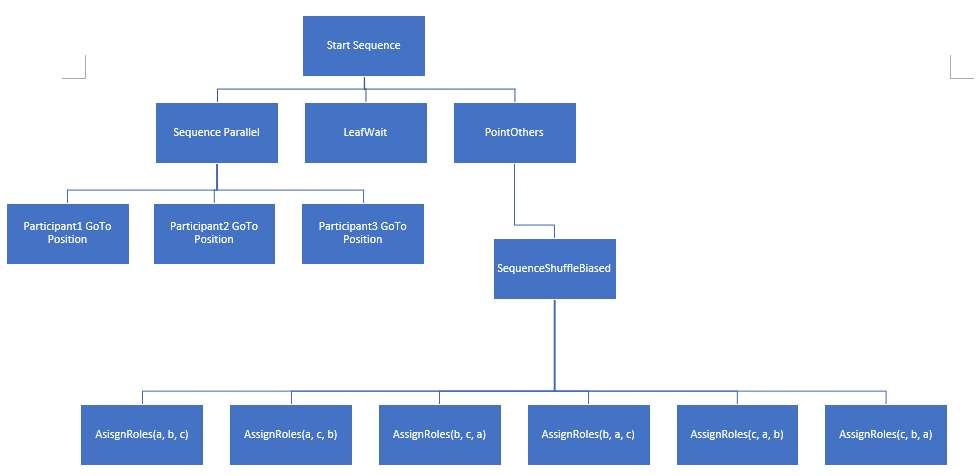 Start Sequence
Sequence Parallel
LeafWait
PointOthers
Participant1 GoTo
Position
Participant2 GoTo
Position
Participant3 GoTo
Position
SequenceShuffleBiased
AsisgnRoles(a, b, c)
AssignRoles(a, c, b)
AssignRoles(b, c, a)
AssignRoles(b, a, c)
AssignRoles(c, a, b)
AssignRoles(c, b, a)